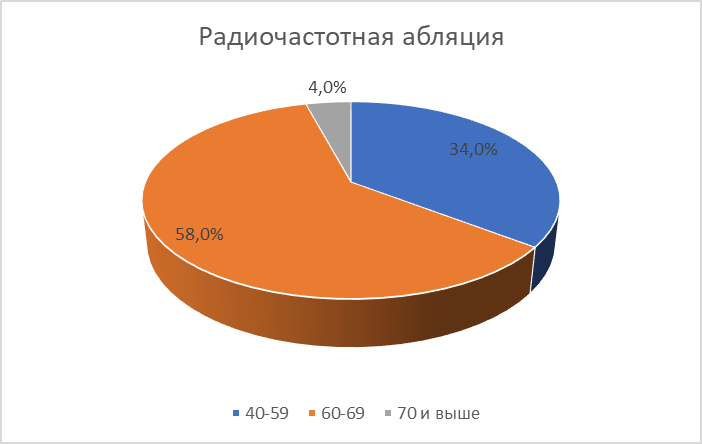 Радиочастотная абляция
4,0%
34,0%
58,0%
40-59 60-69 70 и выше